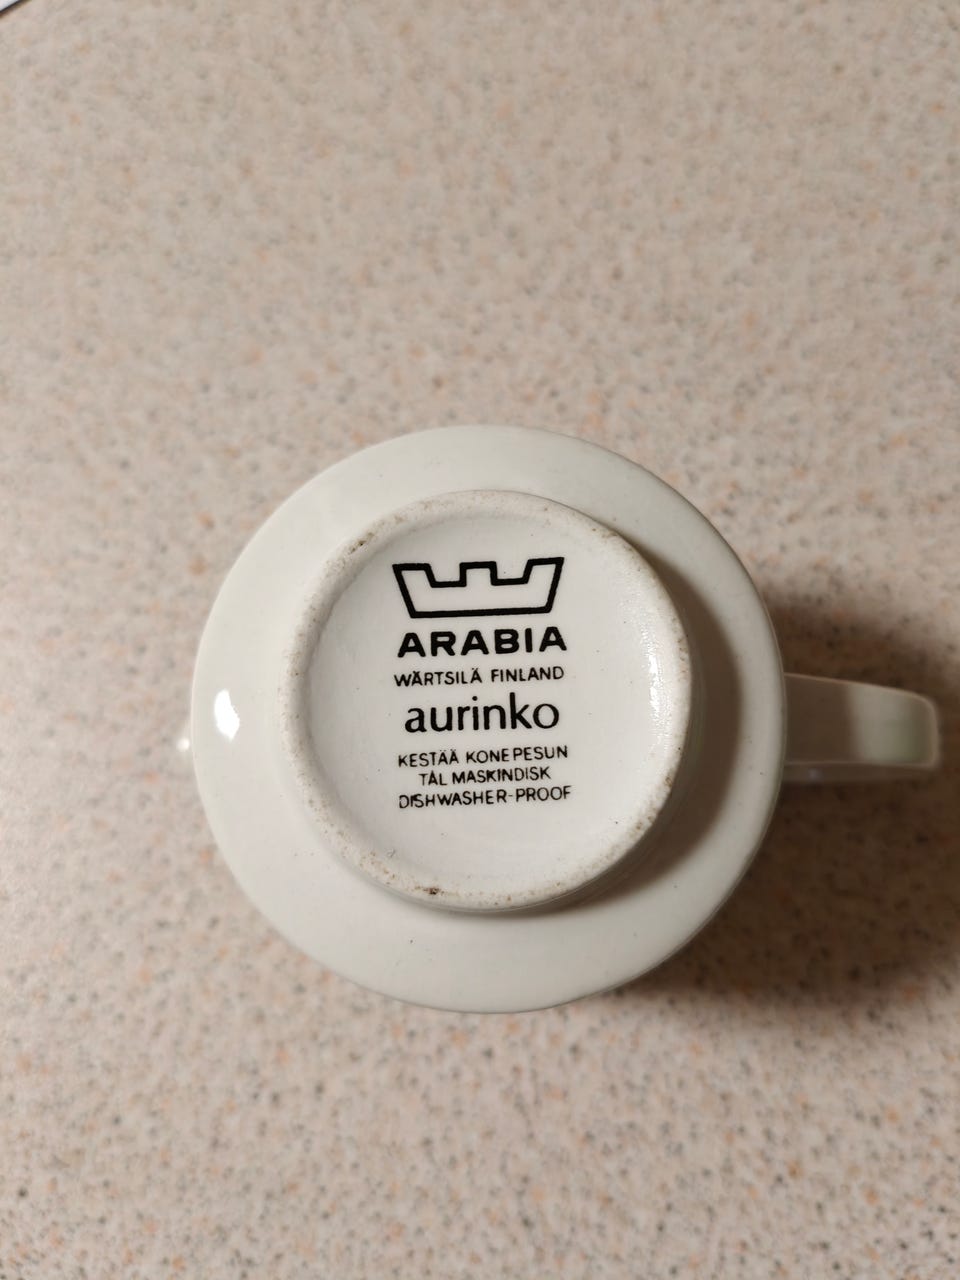 ARABIA
WÄRTSILÄ FINLAND
aurinko
KESTÄÄ KONEPESUN
TÅL MASKINDISK
DISHWASHER-PROOF